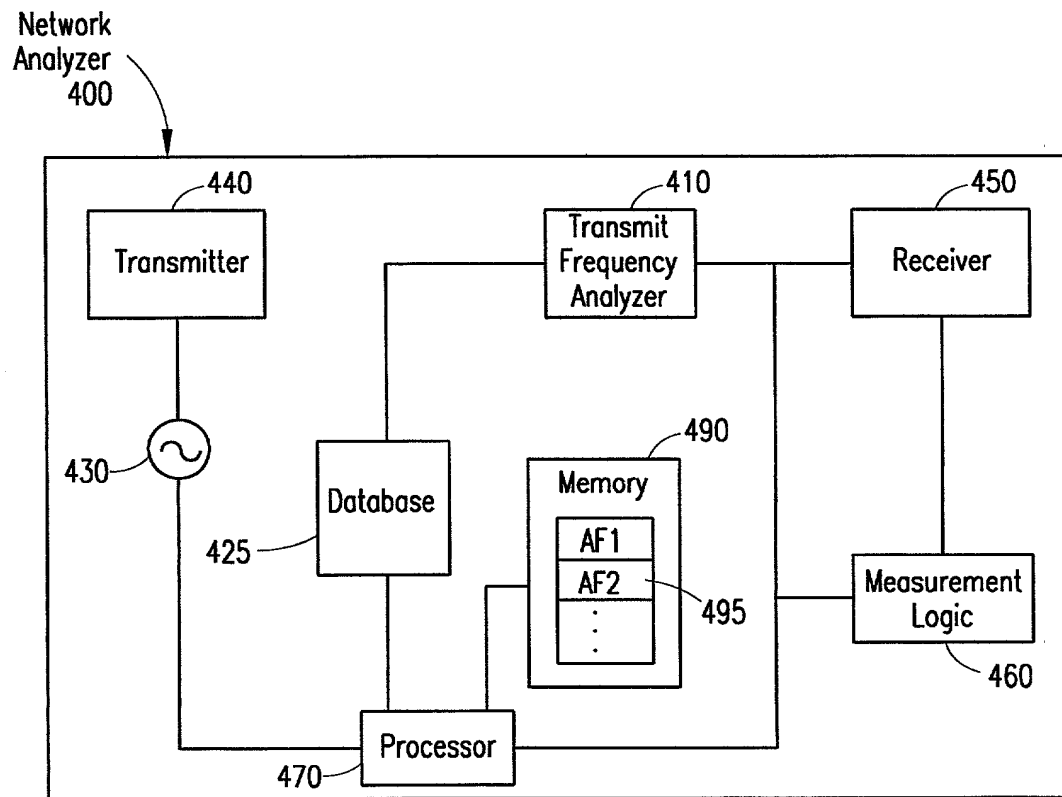 Network
Analyzer
400
440
410
450
Transmitter
Transmit
Frequency
Analyzer
Receiver
430
Database
425
490
Memory
AF1
AF2
495
Measurement
Logic
460
Processor
470